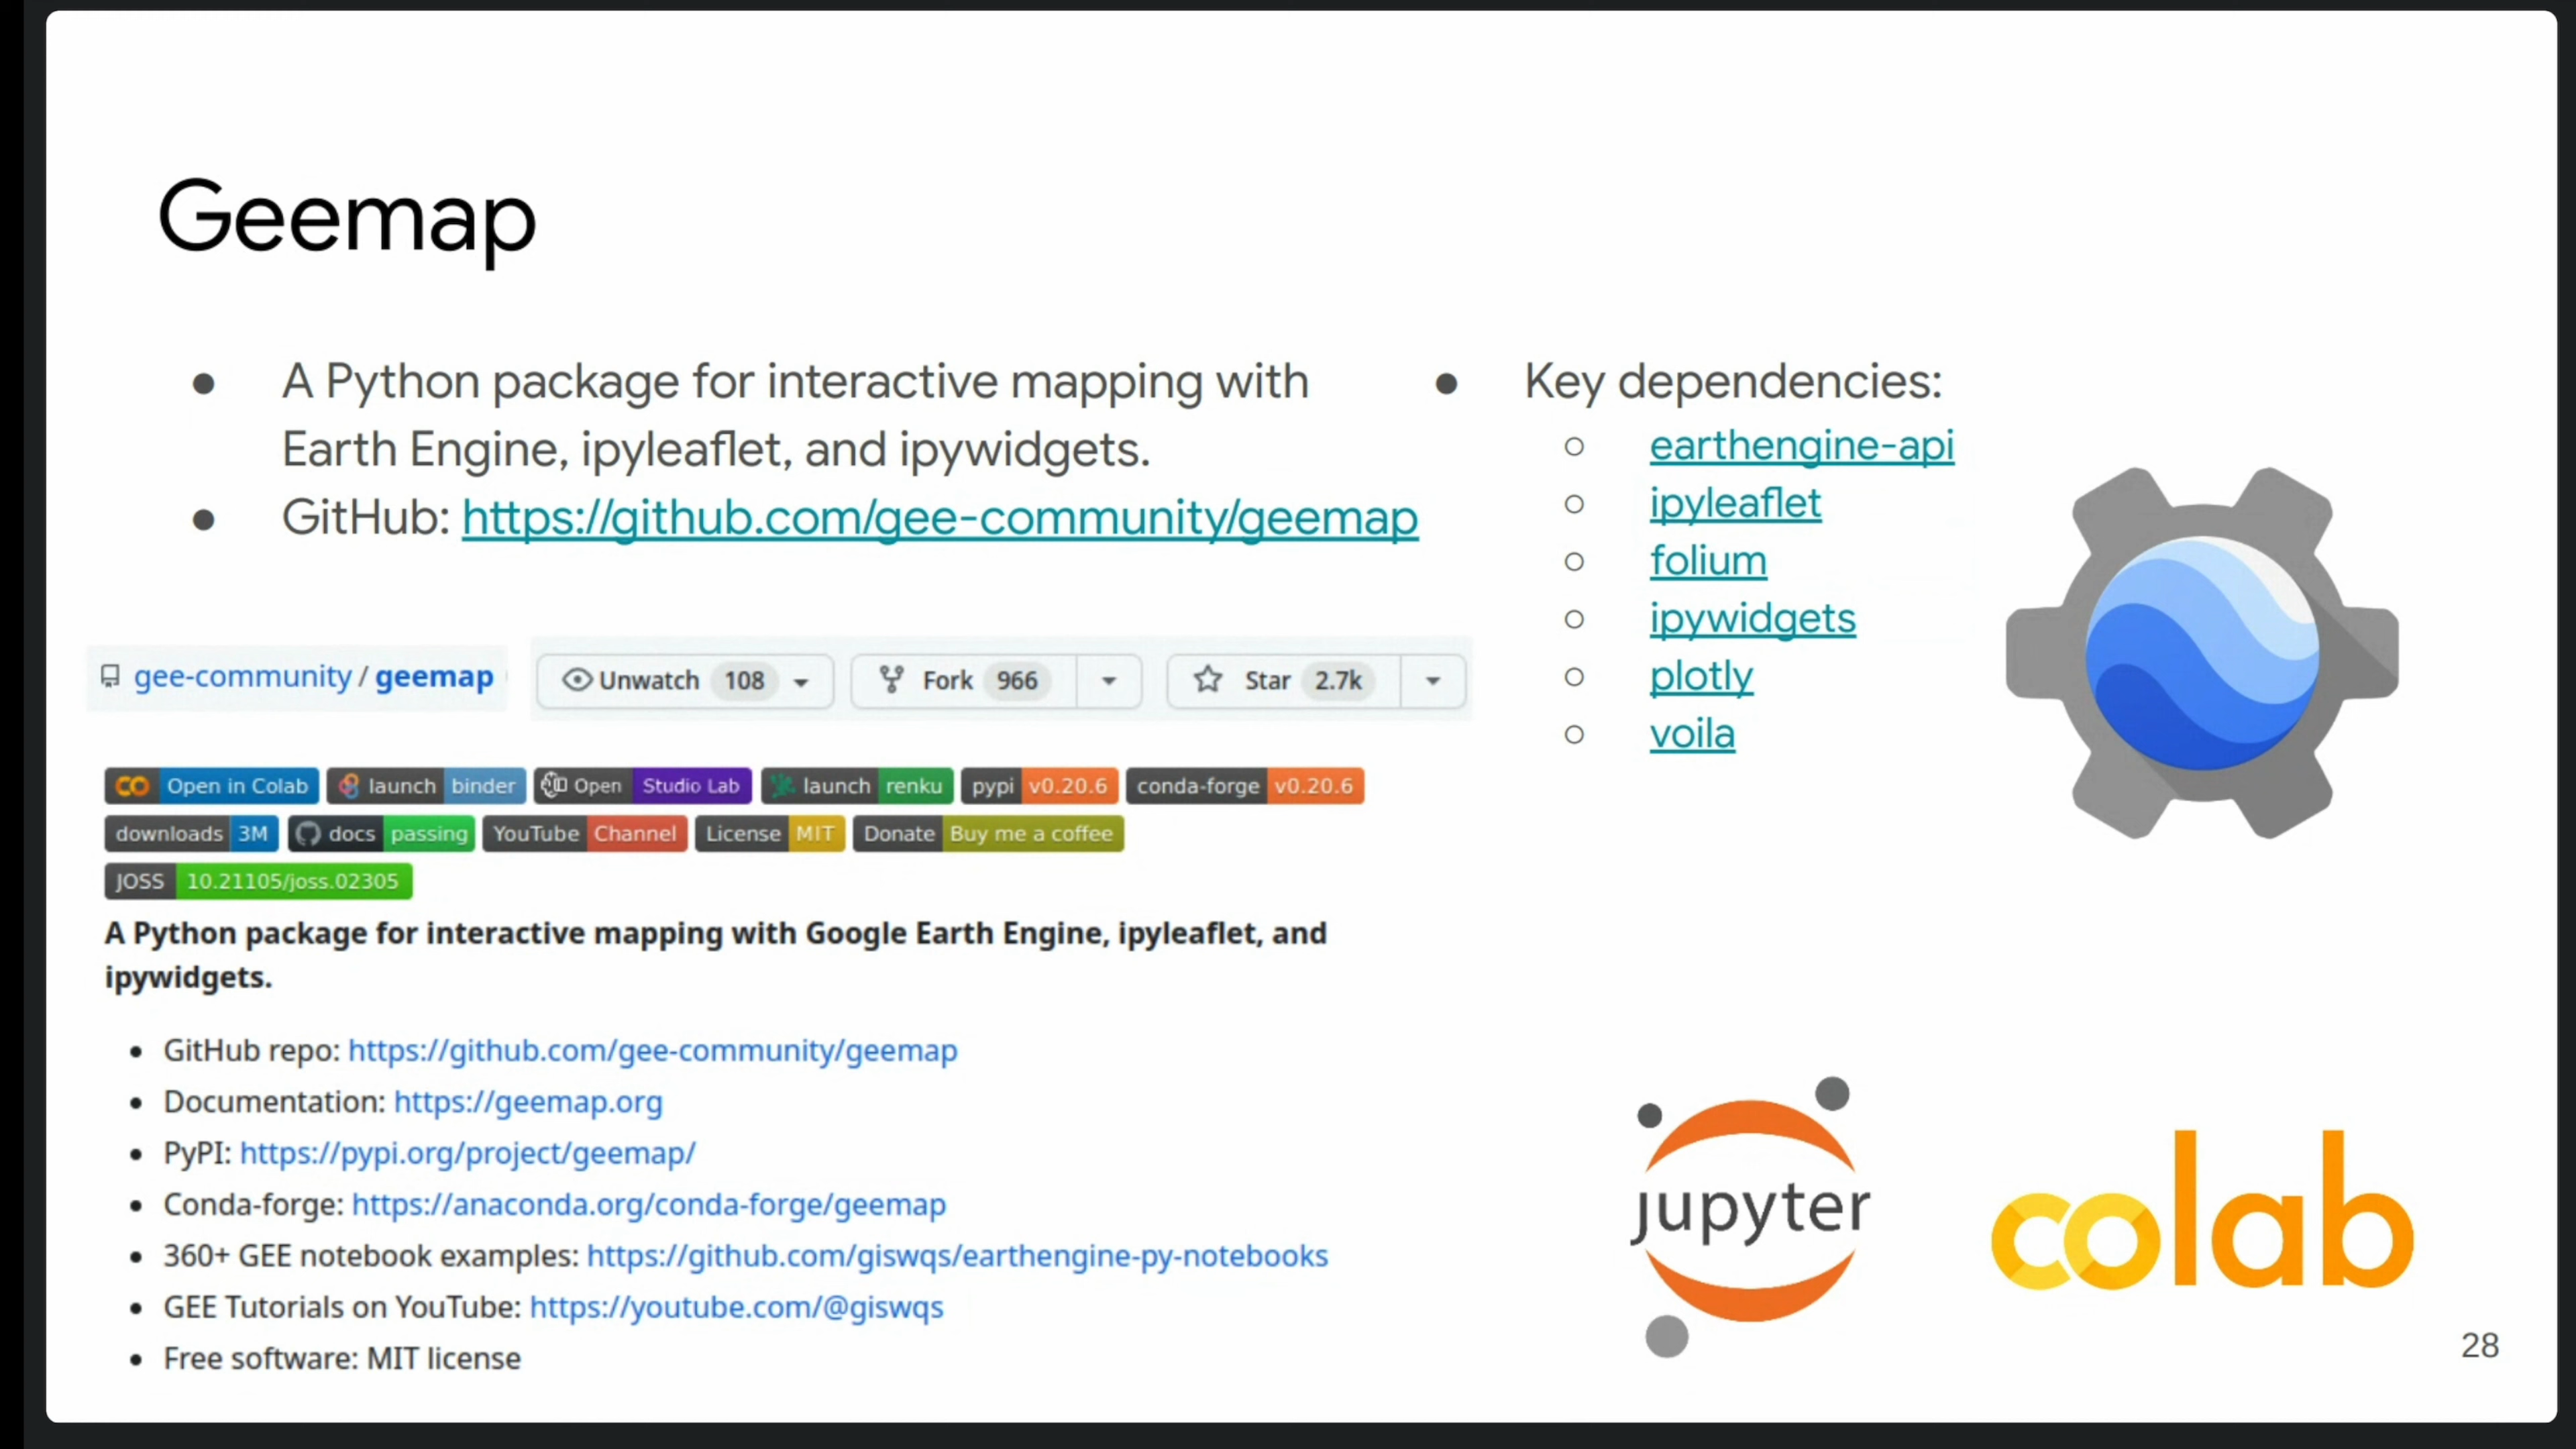 Geemap
● A Python package for interactive mapping with
Earth Engine, ipyleaflet, and ipywidgets.
● GitHub: https://github.com/gee-community/geemap
● Key dependencies:
○ earthengine-api
○ ipyleaflet
○ folium
○ ipywidgets
○ plotly
○ voila
gee-community / geemap
Unwatch 108
Fork 966
Star 2.7k
Open in Colab launch binder Open Studio Lab launch renku pypi v0.20.6 conda-forge v0.20.6
downloads 3M docs passing YouTube Channel License MIT Donate Buy me a coffee
JOSS 10.21105/joss.02305
A Python package for interactive mapping with Google Earth Engine, ipyleaflet, and
ipywidgets.
• GitHub repo: https://github.com/gee-community/geemap
• Documentation: https://geemap.org
• PyPI: https://pypi.org/project/geemap/
• Conda-forge: https://anaconda.org/conda-forge/geemap
• 360+ GEE notebook examples: https://github.com/giswqs/earthengine-py-notebooks
• GEE Tutorials on YouTube: https://youtube.com/@giswqs
• Free software: MIT license
jupyter
colab
28